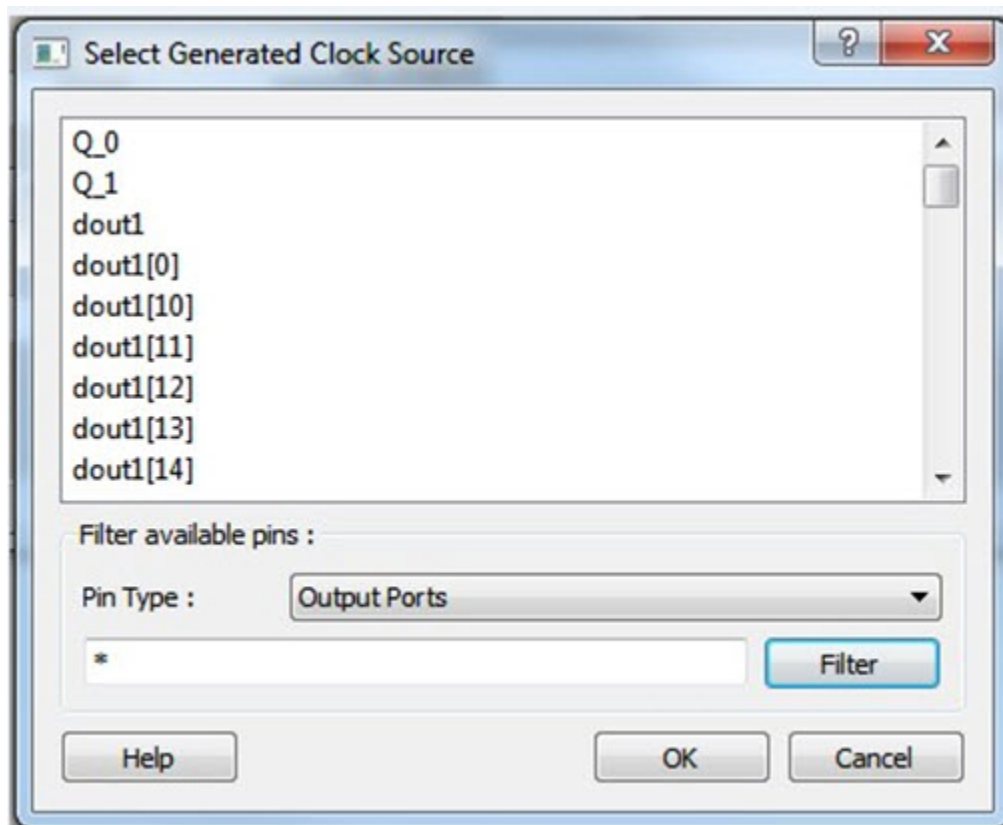 Select Generated Clock Source
Q_0
Q_1
dout1
dout1[0]
dout1[10]
dout1[11]
dout1[12]
dout1[13]
dout1[14]
Filter available pins :
Pin Type : Output Ports
* Filter
Help OK Cancel